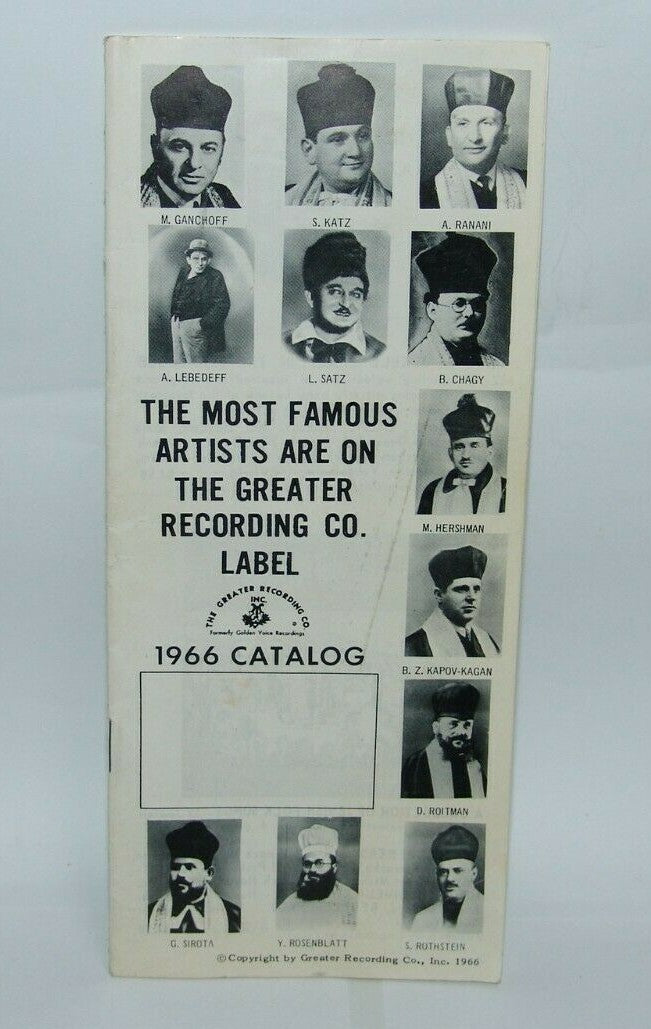 M. GANCHOFF
S. KATZ
A. RANANI
A. LEBEDEFF
L. SATZ
B. CHAGY
THE MOST FAMOUS
ARTISTS ARE ON
THE GREATER
RECORDING CO.
LABEL
M. HERSHMAN
THE GREATER RECORDING CO.
INC.
Formerly Golden Voice Recordings
1966 CATALOG
B. Z. KAPOV-KAGAN
D. ROITMAN
G. SIROTA
Y. ROSENBLATT
S. ROTHSTEIN
©Copyright by Greater Recording Co., Inc. 1966